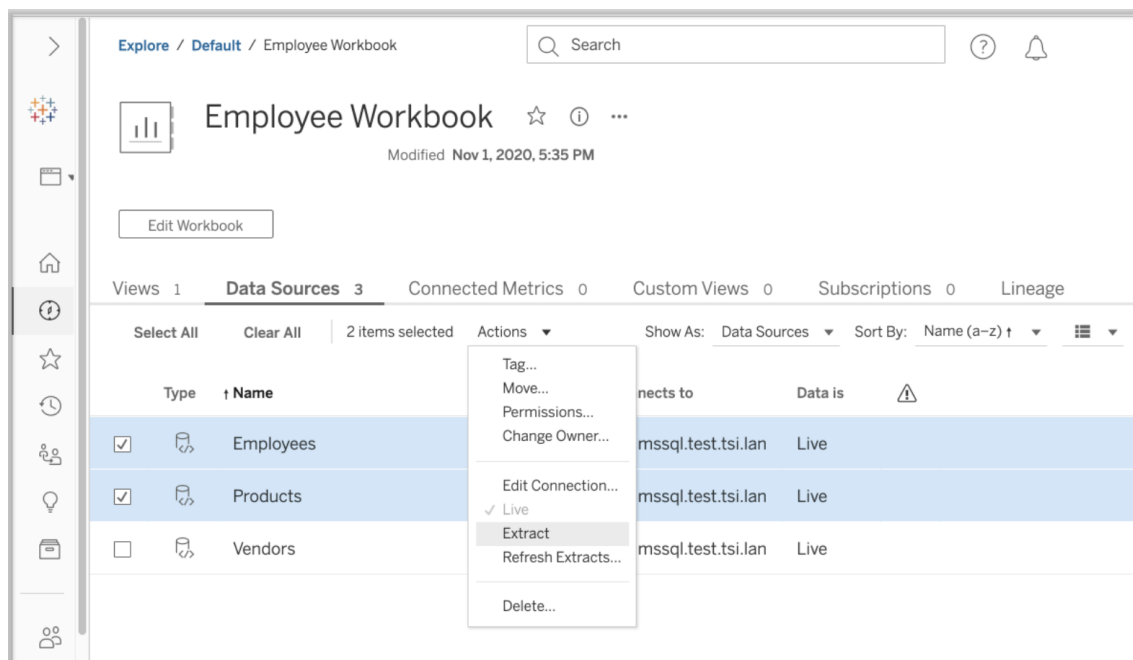 Explore / Default / Employee Workbook
Search
Employee Workbook
Modified Nov 1, 2020, 5:35 PM
Edit Workbook
Views 1 Data Sources 3 Connected Metrics 0 Custom Views 0 Subscriptions 0 Lineage
Select All Clear All 2 items selected Actions Show As: Data Sources Sort By: Name (a–z) ↑
Tag...
Move...
Permissions...
Change Owner...
Edit Connection...
✓ Live
Extract
Refresh Extracts...
Delete...
Type ↑ Name nects to Data is
Employees mssql.test.tsi.lan Live
Products mssql.test.tsi.lan Live
Vendors mssql.test.tsi.lan Live